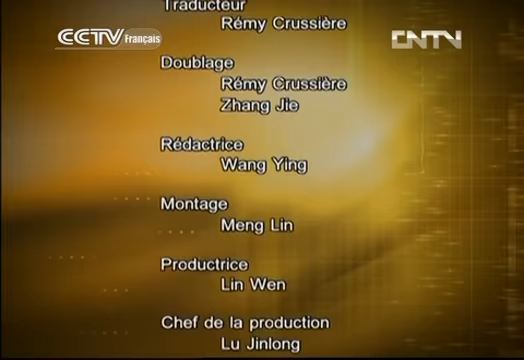 Traducteur
CCTV Français
CNTV
Rémy Crussière
Doublage
Rémy Crussière
Zhang Jie
Rédactrice
Wang Ying
Montage
Meng Lin
Productrice
Lin Wen
Chef de la production
Lu Jinlong